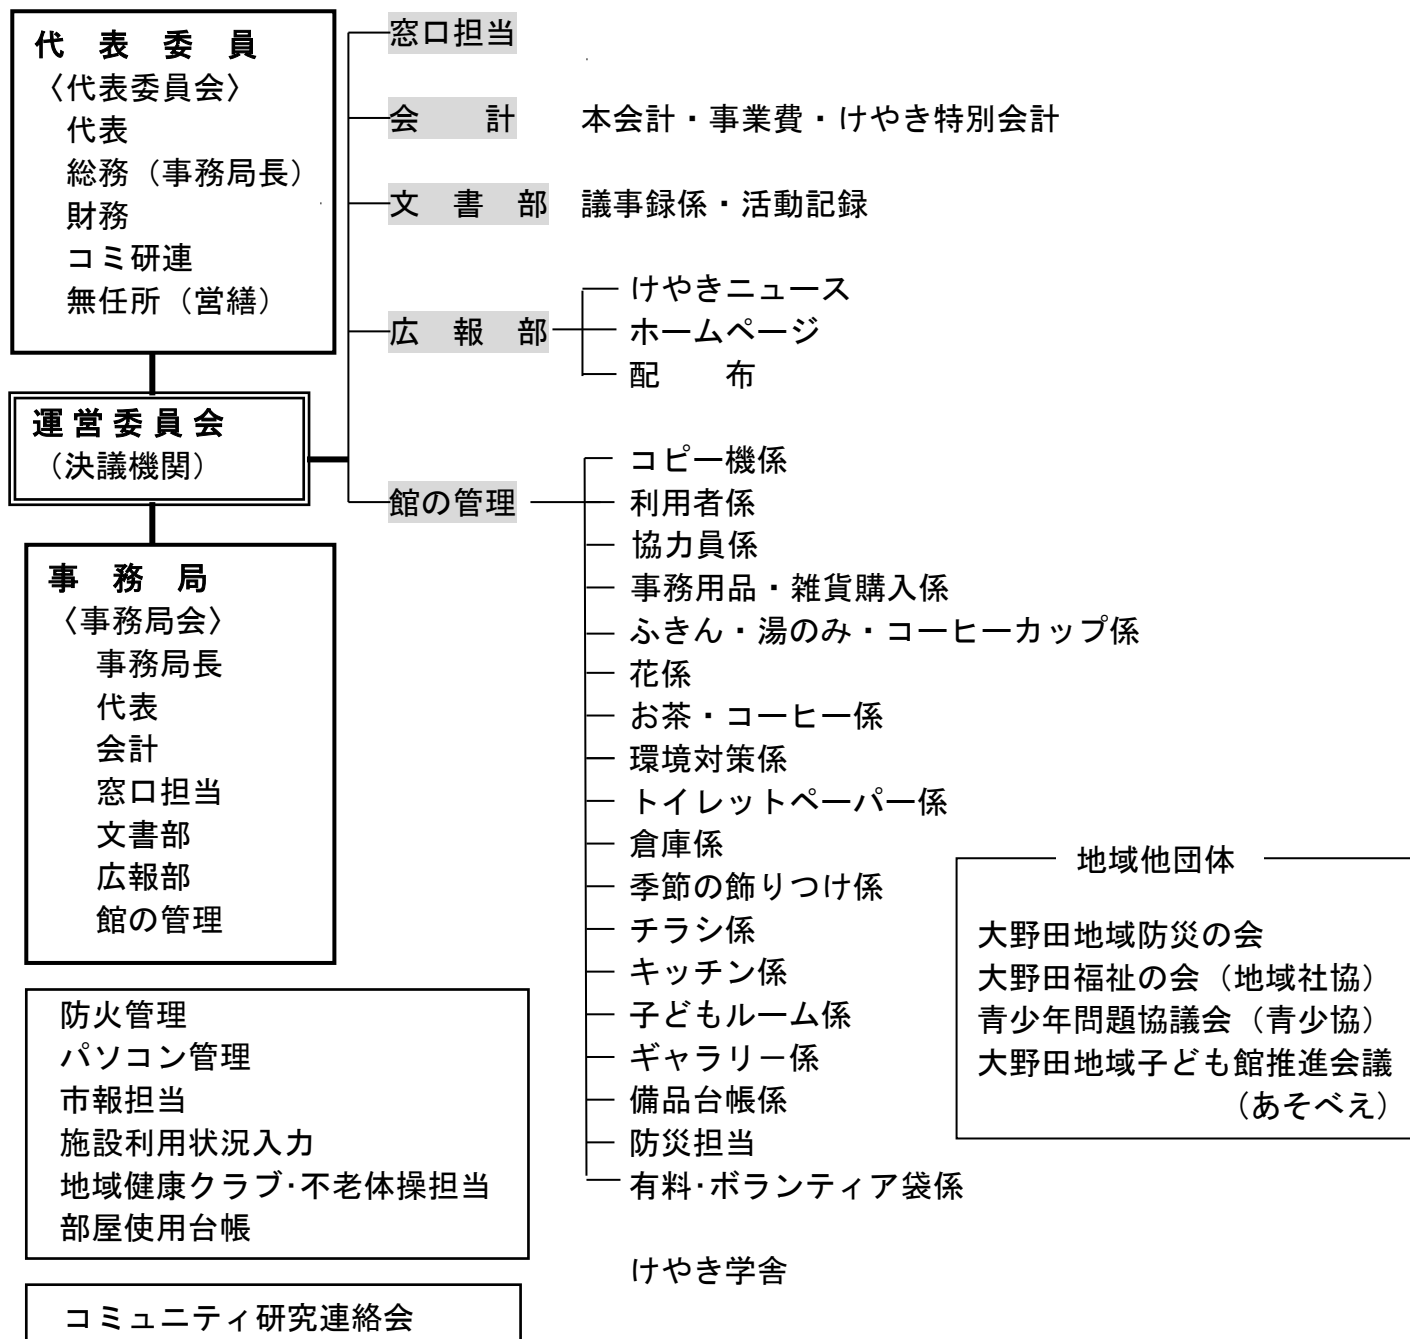 代　表　委　員
〈代表委員会〉
代表
総務（事務局長）
財務
コミ研連
無任所（営繕）
運営委員会
（決議機関）
事　務　局
〈事務局会〉
事務局長
代表
会計
窓口担当
文書部
広報部
館の管理
防火管理
パソコン管理
市報担当
施設利用状況入力
地域健康クラブ･不老体操担当
部屋使用台帳
コミュニティ研究連絡会
窓口担当
会　　計　　本会計・事業費・けやき特別会計
文　書　部　議事録係・活動記録
広　報　部
けやきニュース
ホームページ
配　　布
館の管理
コピー機係
利用者係
協力員係
事務用品・雑貨購入係
ふきん・湯のみ・コーヒーカップ係
花係
お茶・コーヒー係
環境対策係
トイレットペーパー係
倉庫係
季節の飾りつけ係
チラシ係
キッチン係
子どもルーム係
ギャラリー係
備品台帳係
防災担当
有料･ボランティア袋係
けやき学舎
地域他団体
大野田地域防災の会
大野田福祉の会（地域社協）
青少年問題協議会（青少協）
大野田地域子ども館推進会議
（あそべえ）